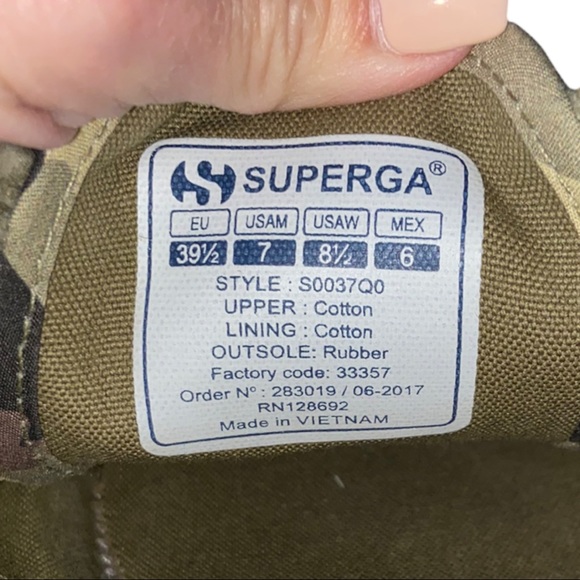 SUPERGA®
EU USAM USAW MEX
39½ 7 8½ 6
STYLE : S0037Q0
UPPER : Cotton
LINING : Cotton
OUTSOLE: Rubber
Factory code: 33357
Order Nº : 283019 / 06-2017
RN128692
Made in VIETNAM